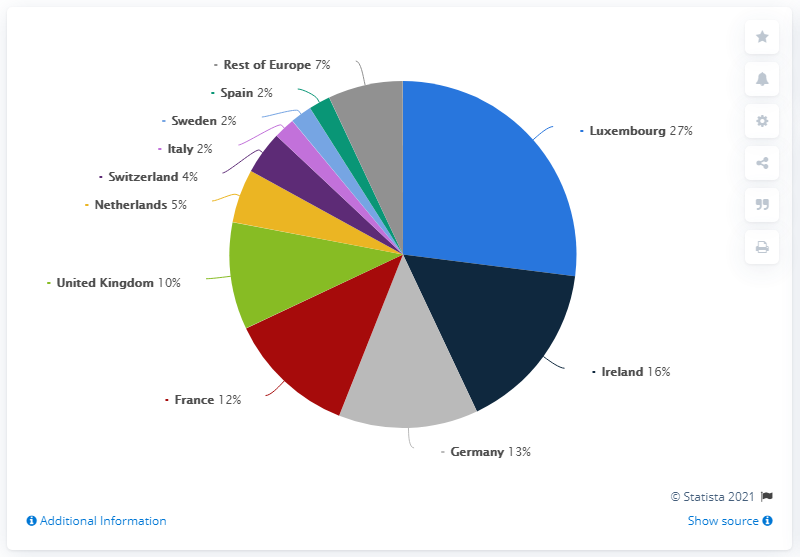 Rest of Europe 7%
Spain 2%
Sweden 2%
Italy 2%
Switzerland 4%
Netherlands 5%
United Kingdom 10%
France 12%
Germany 13%
Ireland 16%
Luxembourg 27%
© Statista 2021
Additional Information
Show source